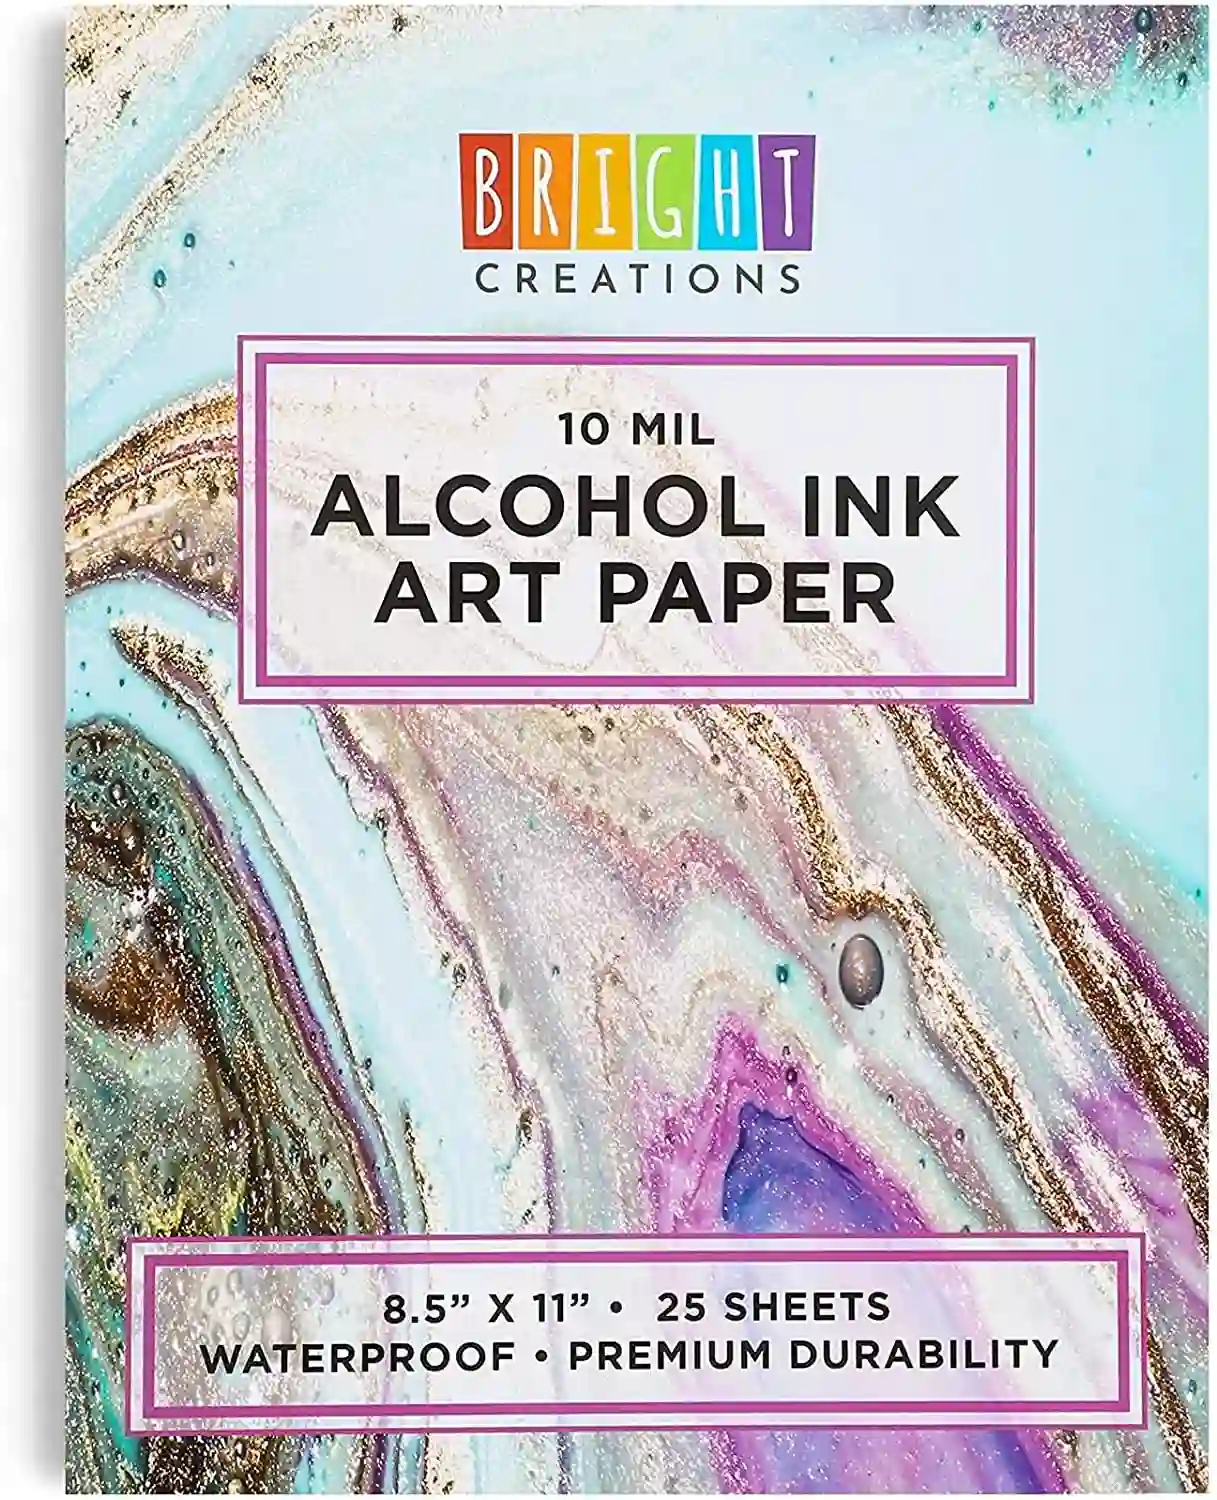 BRIGHT
CREATIONS
10 MIL
ALCOHOL INK
ART PAPER
8.5” X 11” • 25 SHEETS
WATERPROOF • PREMIUM DURABILITY